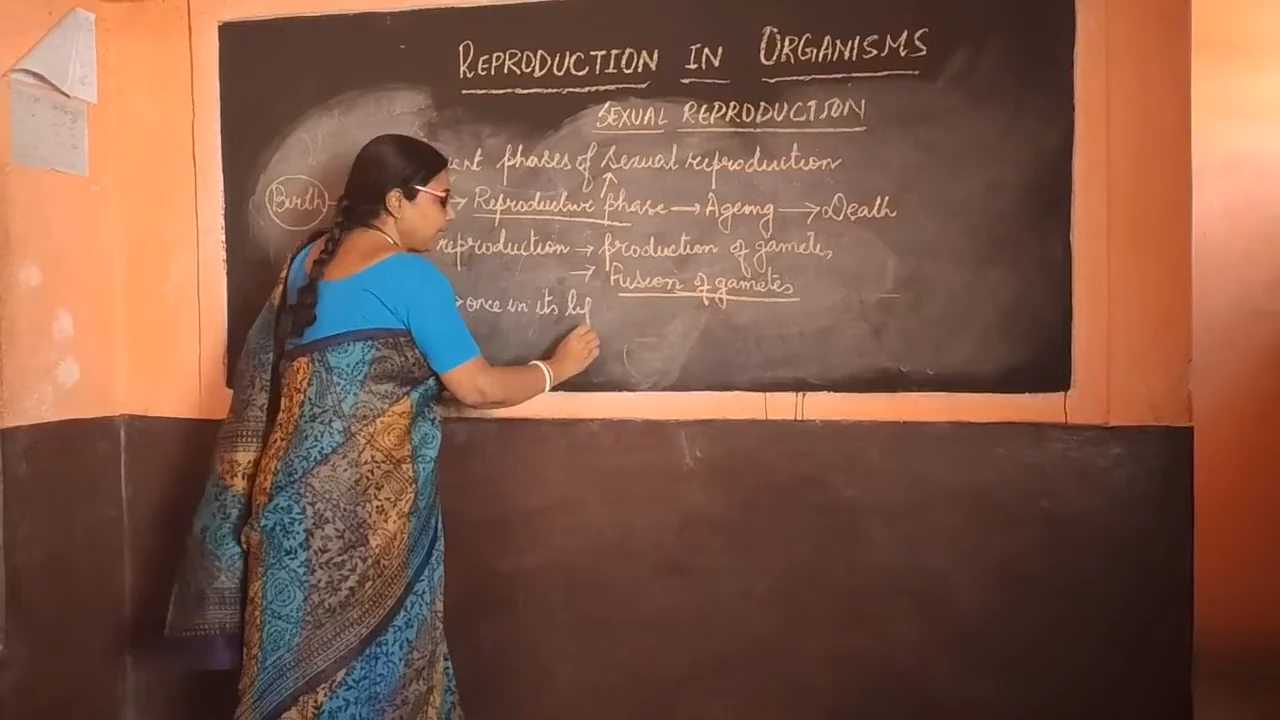 REPRODUCTION IN ORGANISMS
SEXUAL REPRODUCTION
phases of sexual reproduction
Birth → Reproductive phase → Ageing → Death
reproduction → production of gametes
→ Fusion of gametes
→ once in its lif